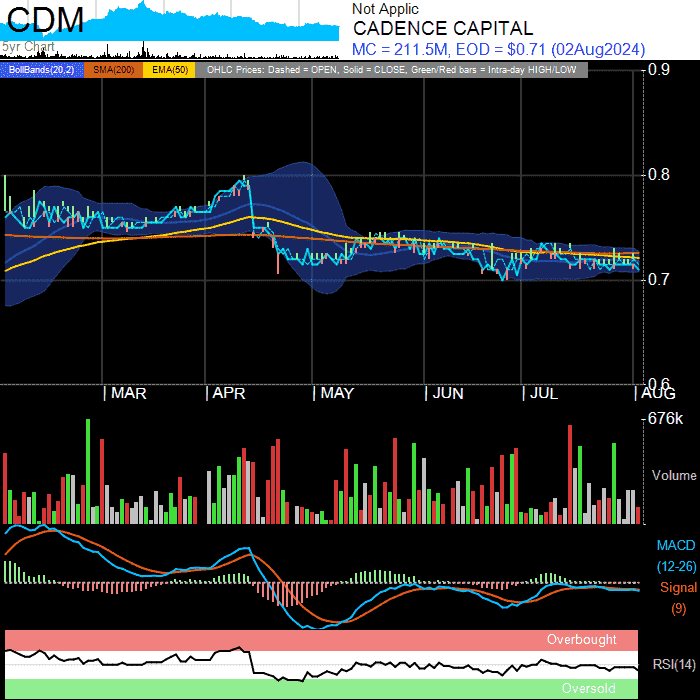 CDM
Not Applic
CADENCE CAPITAL
MC = 211.5M, EOD = $0.71 (02Aug2024)
5yr Chart
BollBands(20,2) SMA(200) EMA(50) OHLC Prices: Dashed = OPEN, Solid = CLOSE, Green/Red bars = Intra-day HIGH/LOW
0.9
0.8
0.7
0.6
MAR APR MAY JUN JUL AUG
676k
Volume
MACD
(12-26)
Signal
(9)
Overbought
RSI(14)
Oversold